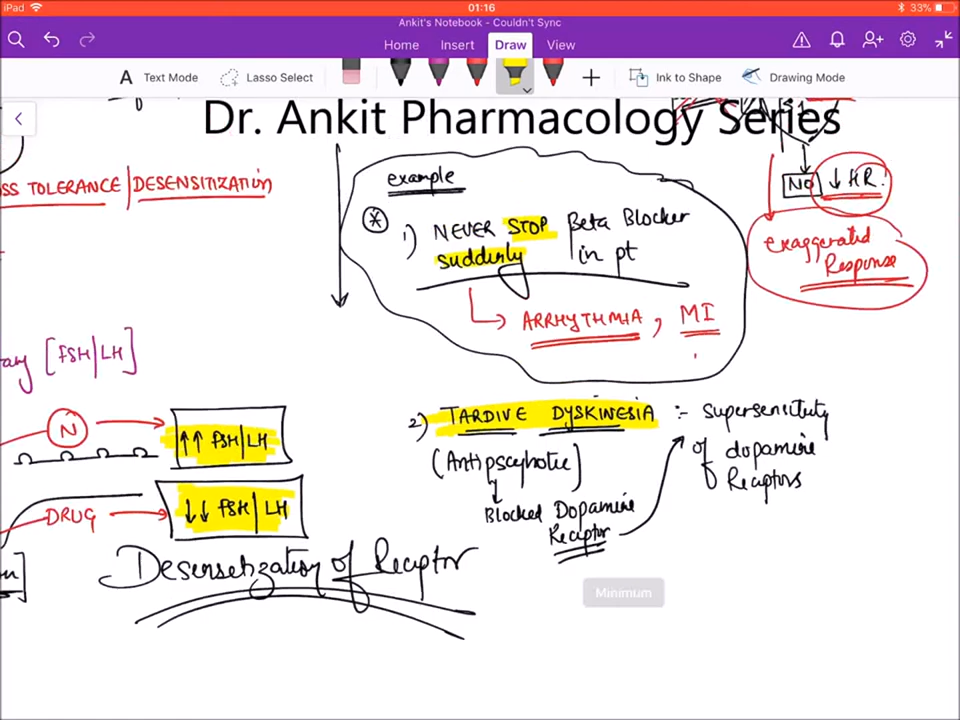 iPad
01:16
33%
Ankit's Notebook - Couldn't Sync
Home Insert Draw View
Text Mode Lasso Select Ink to Shape Drawing Mode
Dr. Ankit Pharmacology Series
OSS TOLERANCE | DESENSITIZATION
example
1) NEVER STOP Beta Blocker
suddenly in pt
ARRHYTHMIA, MI
NO ↓ HR.
exaggerated
Response
[FSH/LH]
N
↑↑ FSH/LH
DRUG
↓↓ FSH/LH
Desensetization of Receptor
2) TARDIVE DYSKINESIA :- Supersensitivity
of dopamine
Receptors
(Antipscyhotic)
Blocked Dopamine
Receptor
Minimum